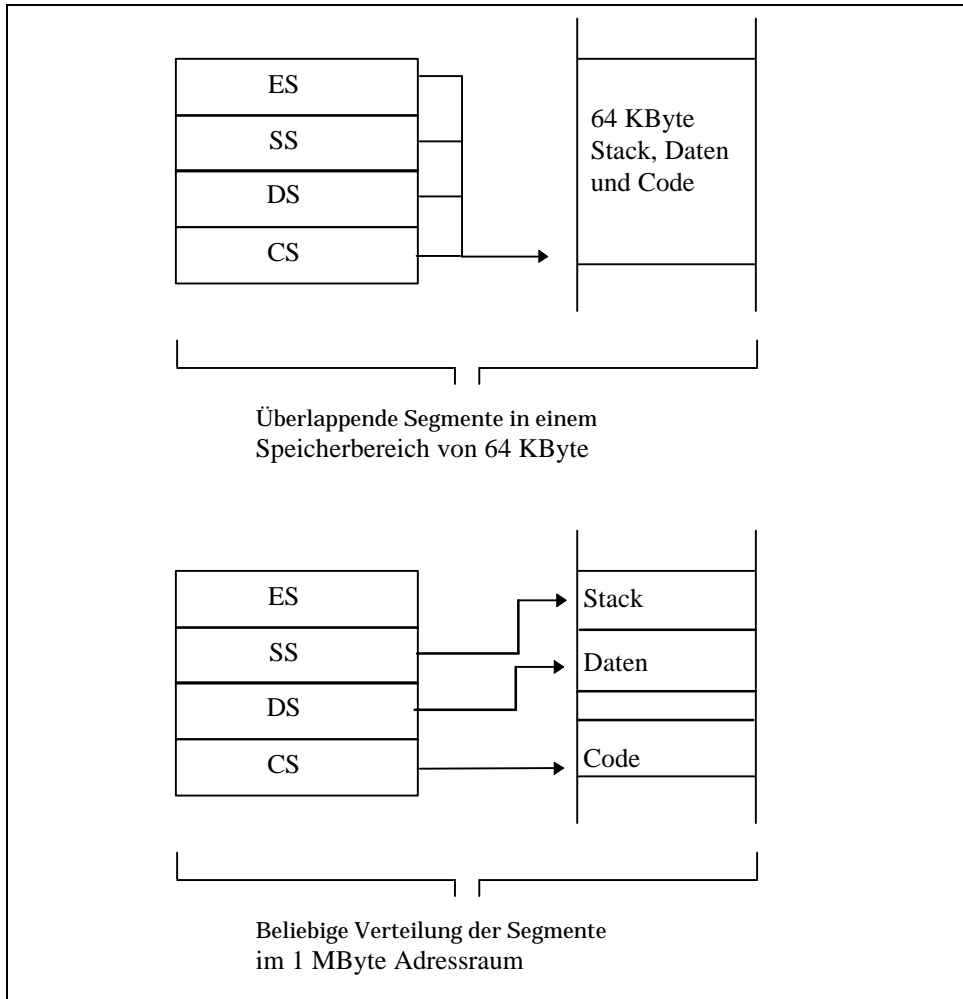 ES
SS
DS
CS
64 KByte
Stack, Daten
und Code
Überlappende Segmente in einem
Speicherbereich von 64 KByte
ES
SS
DS
CS
Stack
Daten
Code
Beliebige Verteilung der Segmente
im 1 MByte Adressraum